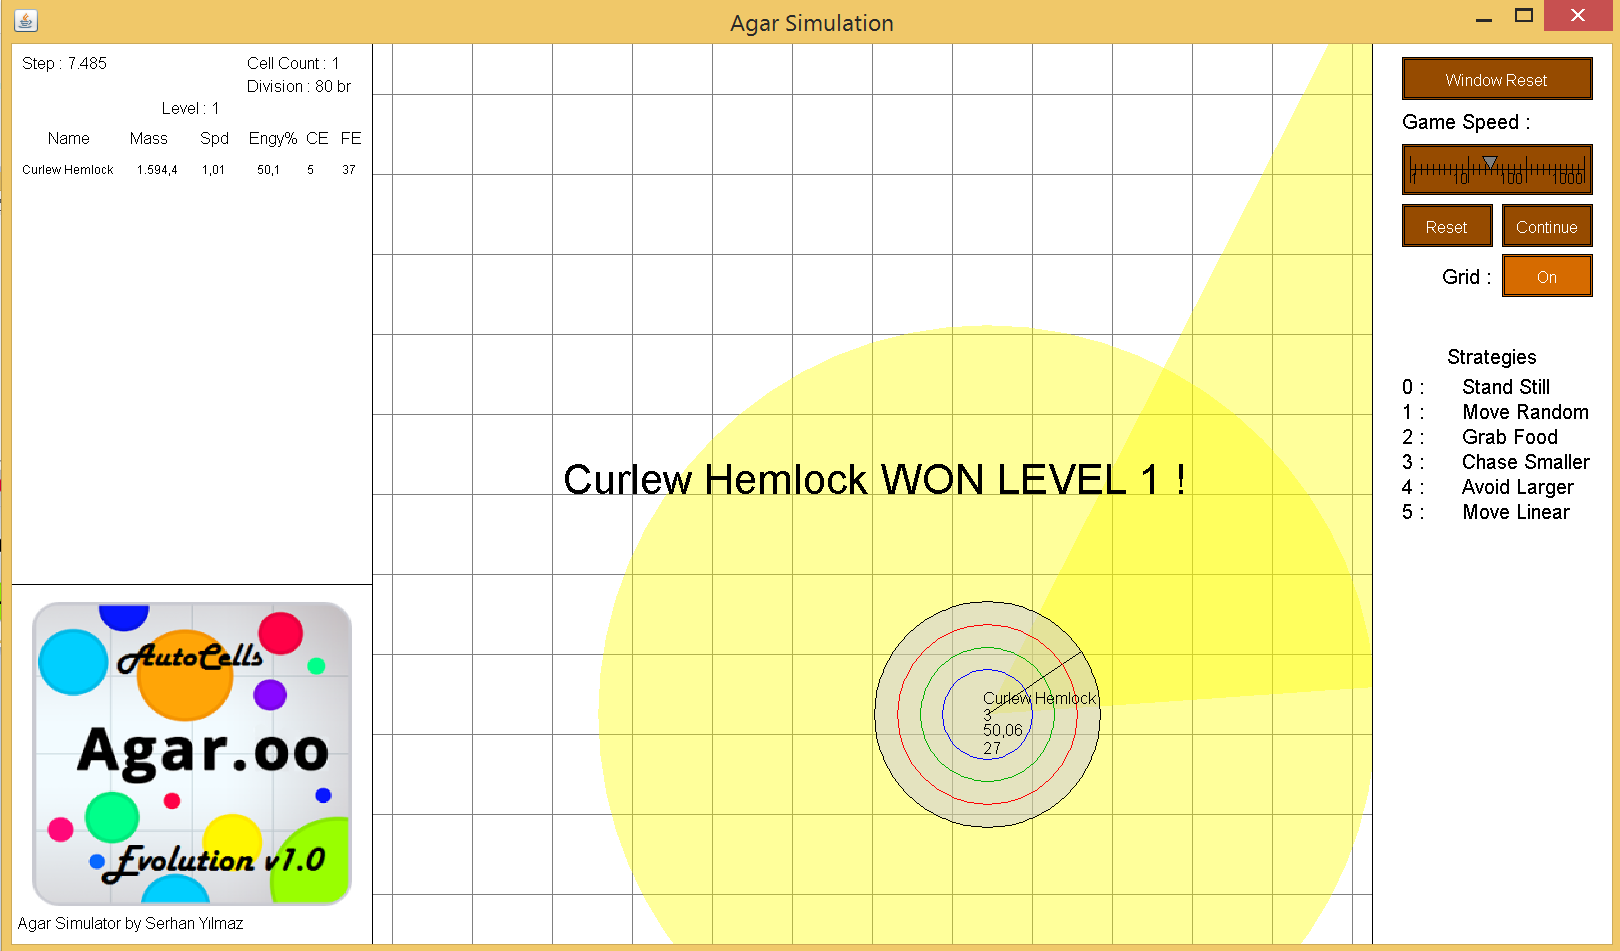 Agar Simulation
Step : 7.485
Cell Count : 1
Division : 80 br
Level : 1
Name Mass Spd Engy% CE FE
Curlew Hemlock 1.594,4 1,01 50,1 5 37
AutoCells
Agar.oo
Evolution v1.0
Agar Simulator by Serhan Yılmaz
Curlew Hemlock WON LEVEL 1 !
Curlew Hemlock
3
50,06
27
Window Reset
Game Speed :
1 10 100 1000
Reset Continue
Grid : On
Strategies
0 : Stand Still
1 : Move Random
2 : Grab Food
3 : Chase Smaller
4 : Avoid Larger
5 : Move Linear